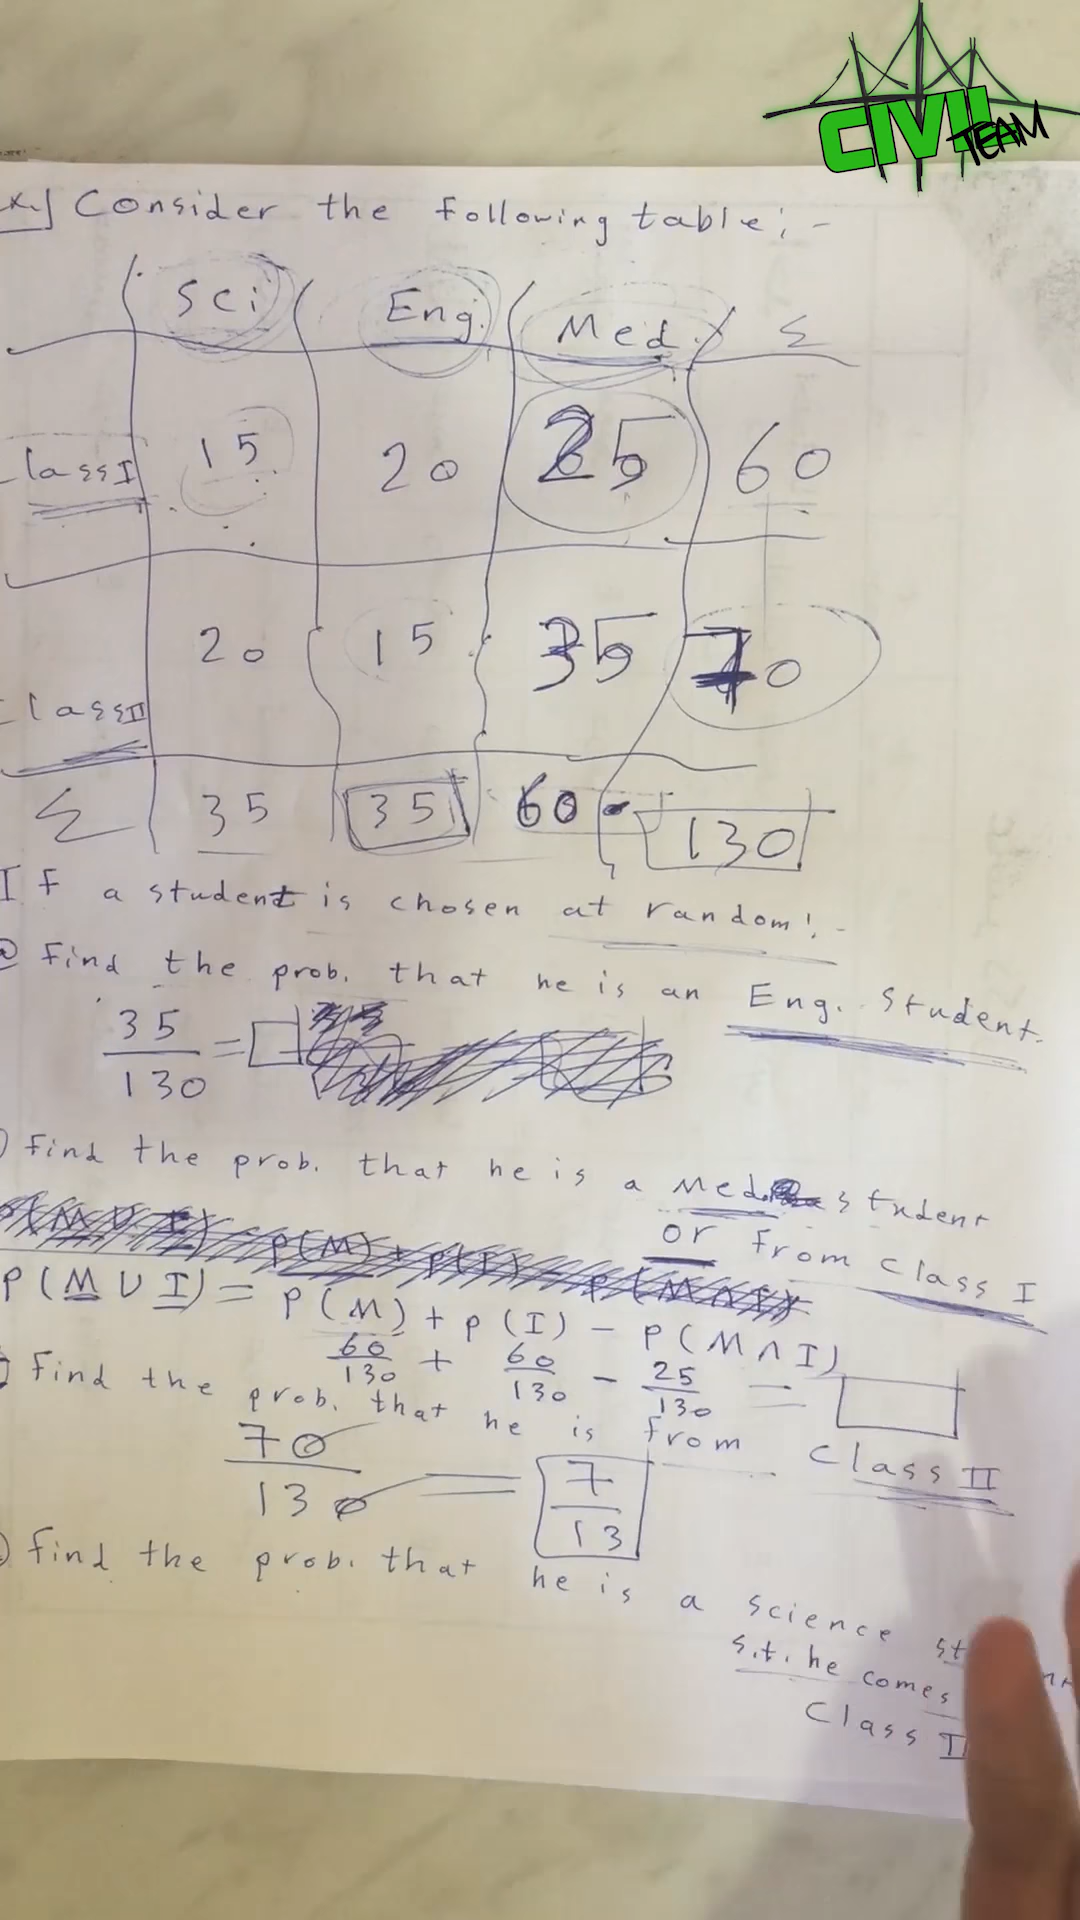 CIVIL TEAM
x.] Consider the following table:-
Sci Eng. Med. Σ
Class I 15 20 25 60
Class II 20 15 35 70
Σ 35 35 60 130
If a student is chosen at random:-
a Find the prob. that he is an Eng. Student.
35/130 =
Find the prob. that he is a Med. student
or from class I
P(M∪I) = P(M) + P(I) - P(M∩I)
60/130 + 60/130 - 25/130 =
Find the prob. that he is from Class II
70/130 = 7/13
Find the prob. that he is a science
s.t. he comes
Class II